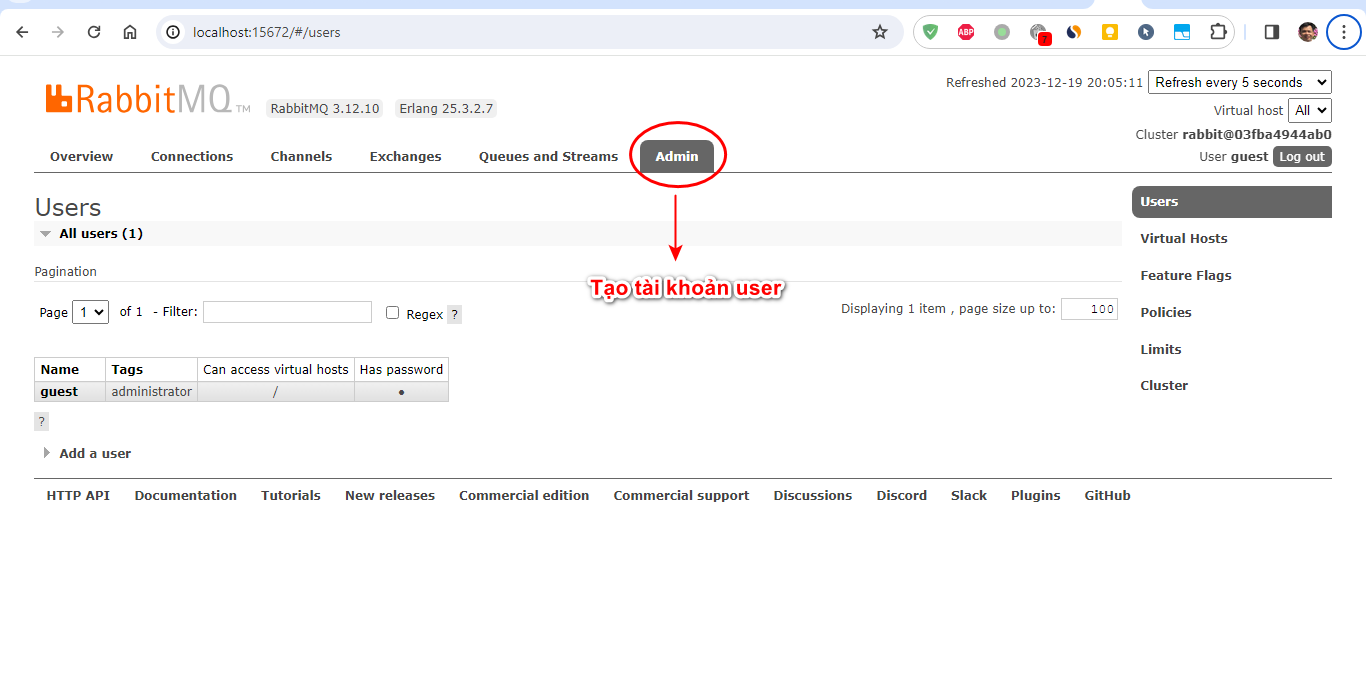 localhost:15672/#/users
ABP
7
Refreshed 2023-12-19 20:05:11 Refresh every 5 seconds
RabbitMQ TM RabbitMQ 3.12.10 Erlang 25.3.2.7
Virtual host All
Cluster rabbit@03fba4944ab0
User guest Log out
Overview Connections Channels Exchanges Queues and Streams Admin
Users
All users (1)
Pagination
Tạo tài khoản user
Page 1 of 1 - Filter: Regex ? Displaying 1 item , page size up to: 100
Name Tags Can access virtual hosts Has password
guest administrator / ●
?
Add a user
Users
Virtual Hosts
Feature Flags
Policies
Limits
Cluster
HTTP API Documentation Tutorials New releases Commercial edition Commercial support Discussions Discord Slack Plugins GitHub